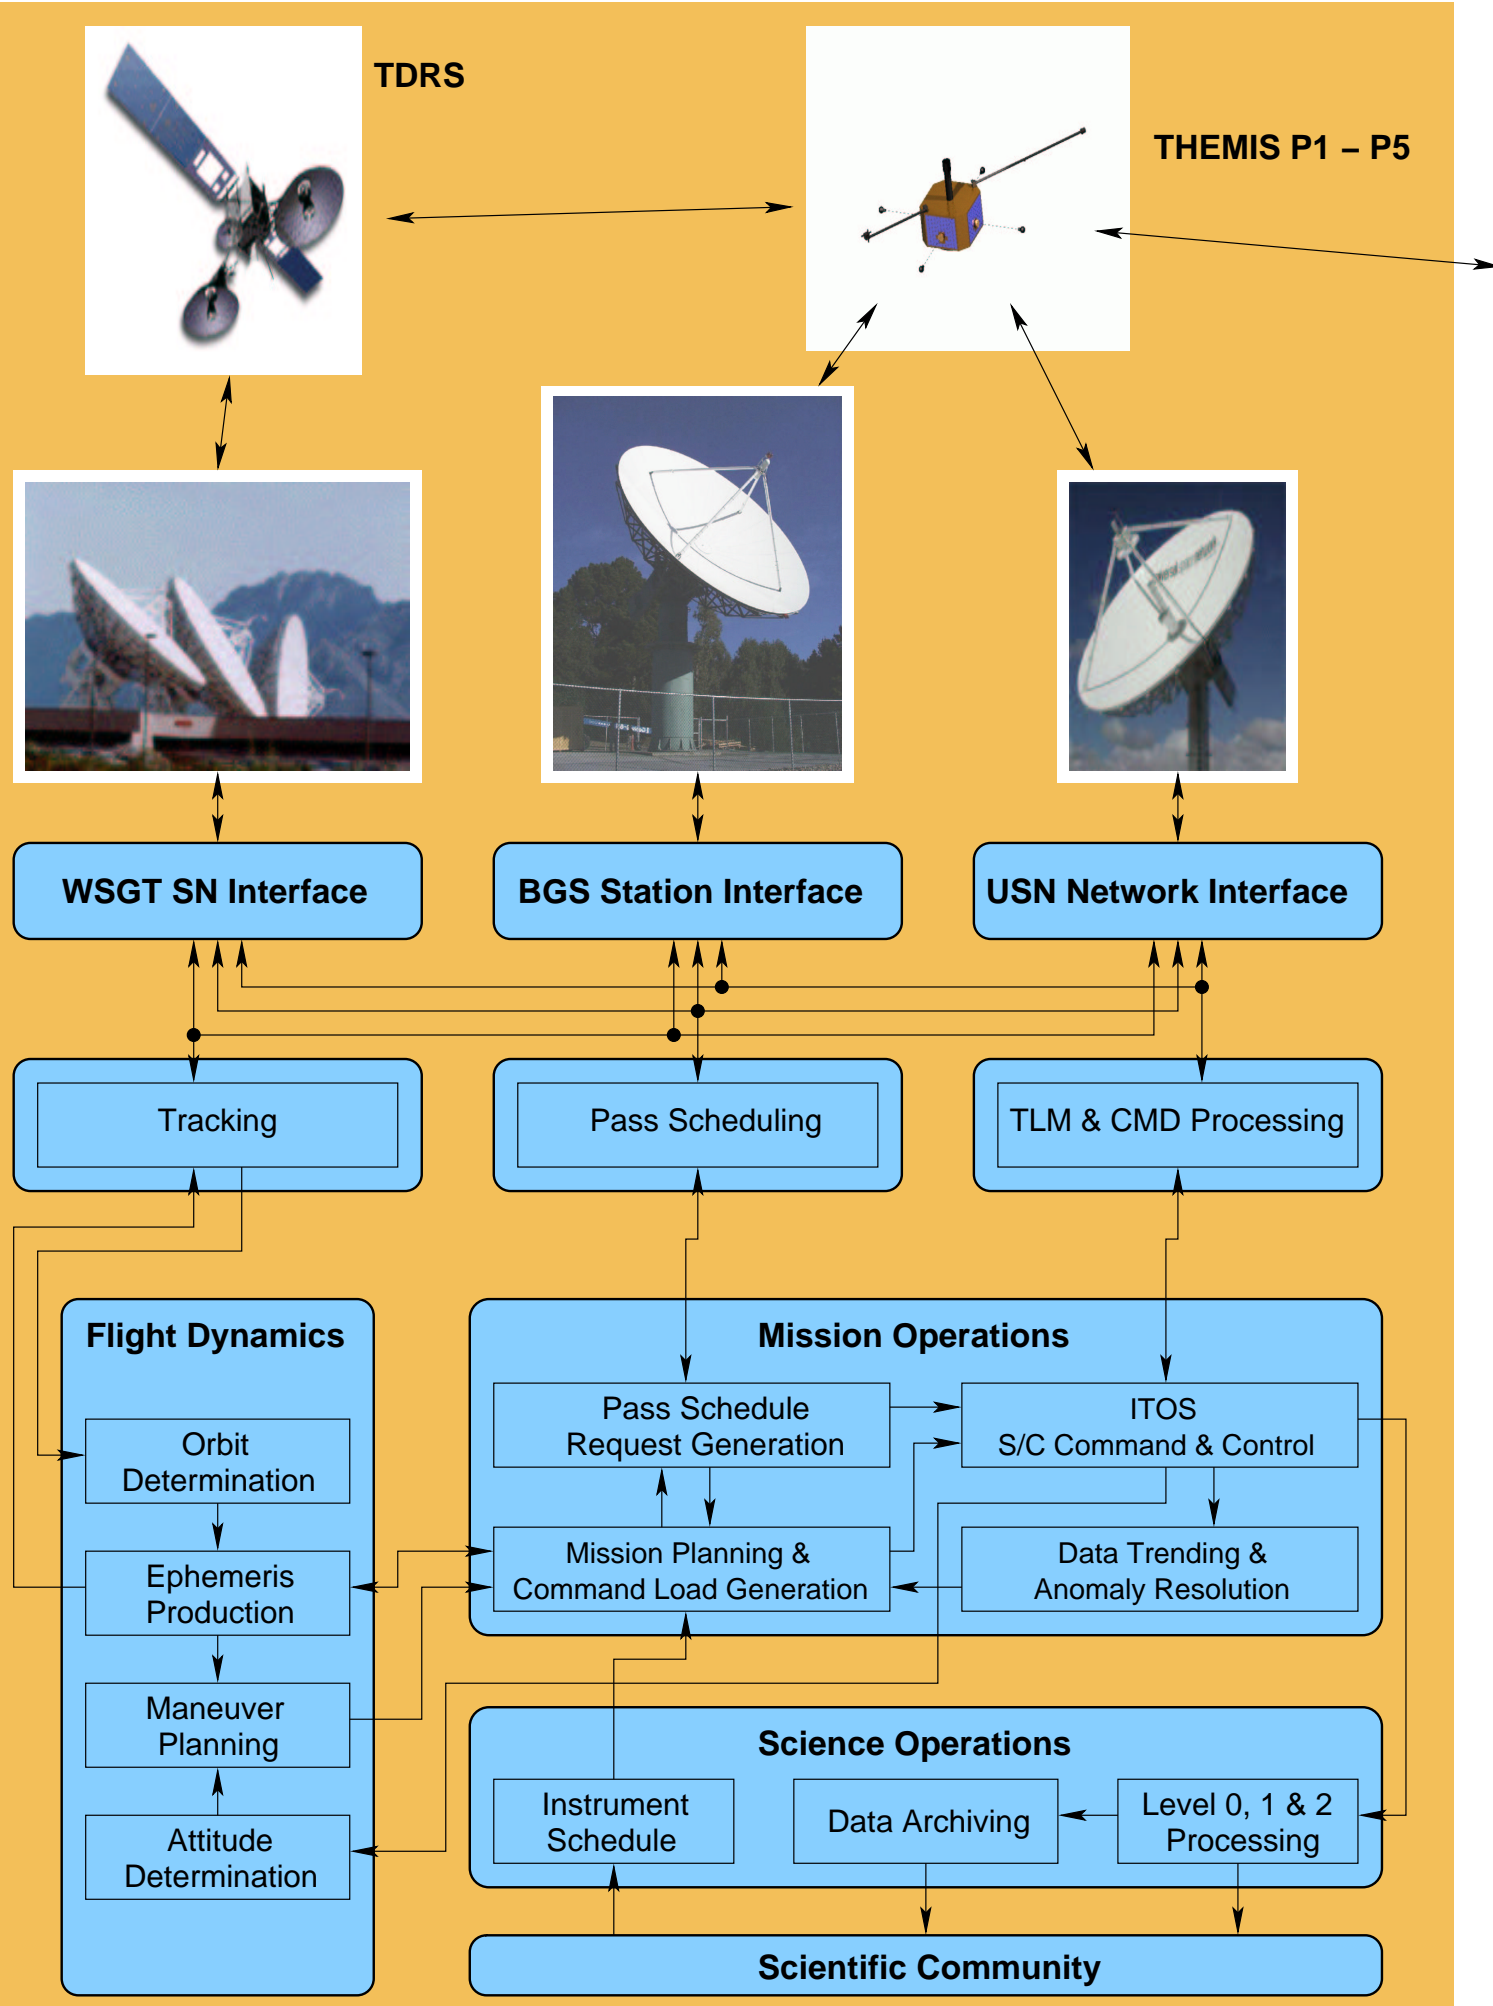 TDRS
THEMIS P1 – P5
WSGT SN Interface
BGS Station Interface
USN Network Interface
Tracking
Pass Scheduling
TLM & CMD Processing
Flight Dynamics
Orbit
Determination
Ephemeris
Production
Maneuver
Planning
Attitude
Determination
Mission Operations
Pass Schedule
Request Generation
ITOS
S/C Command & Control
Mission Planning &
Command Load Generation
Data Trending &
Anomaly Resolution
Science Operations
Instrument
Schedule
Data Archiving
Level 0, 1 & 2
Processing
Scientific Community